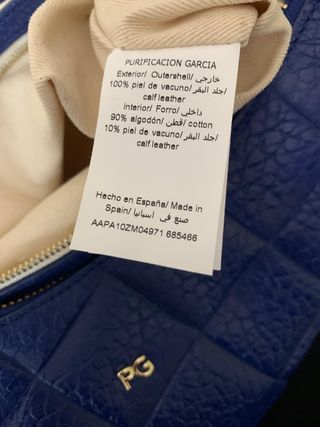 PURIFICACION GARCIA
Exterior/ Outershell/ خارجي/
100% piel de vacuno/جلد البقر/
calf leather
Interior/ Forro/ داخلي/
90% algodón/ قطن/ cotton
10% piel de vacuno/جلد البقر/
calf leather
Hecho en España/ Made in
Spain/ صنع في اسبانيا
AAPA10ZM04971 685466
PG